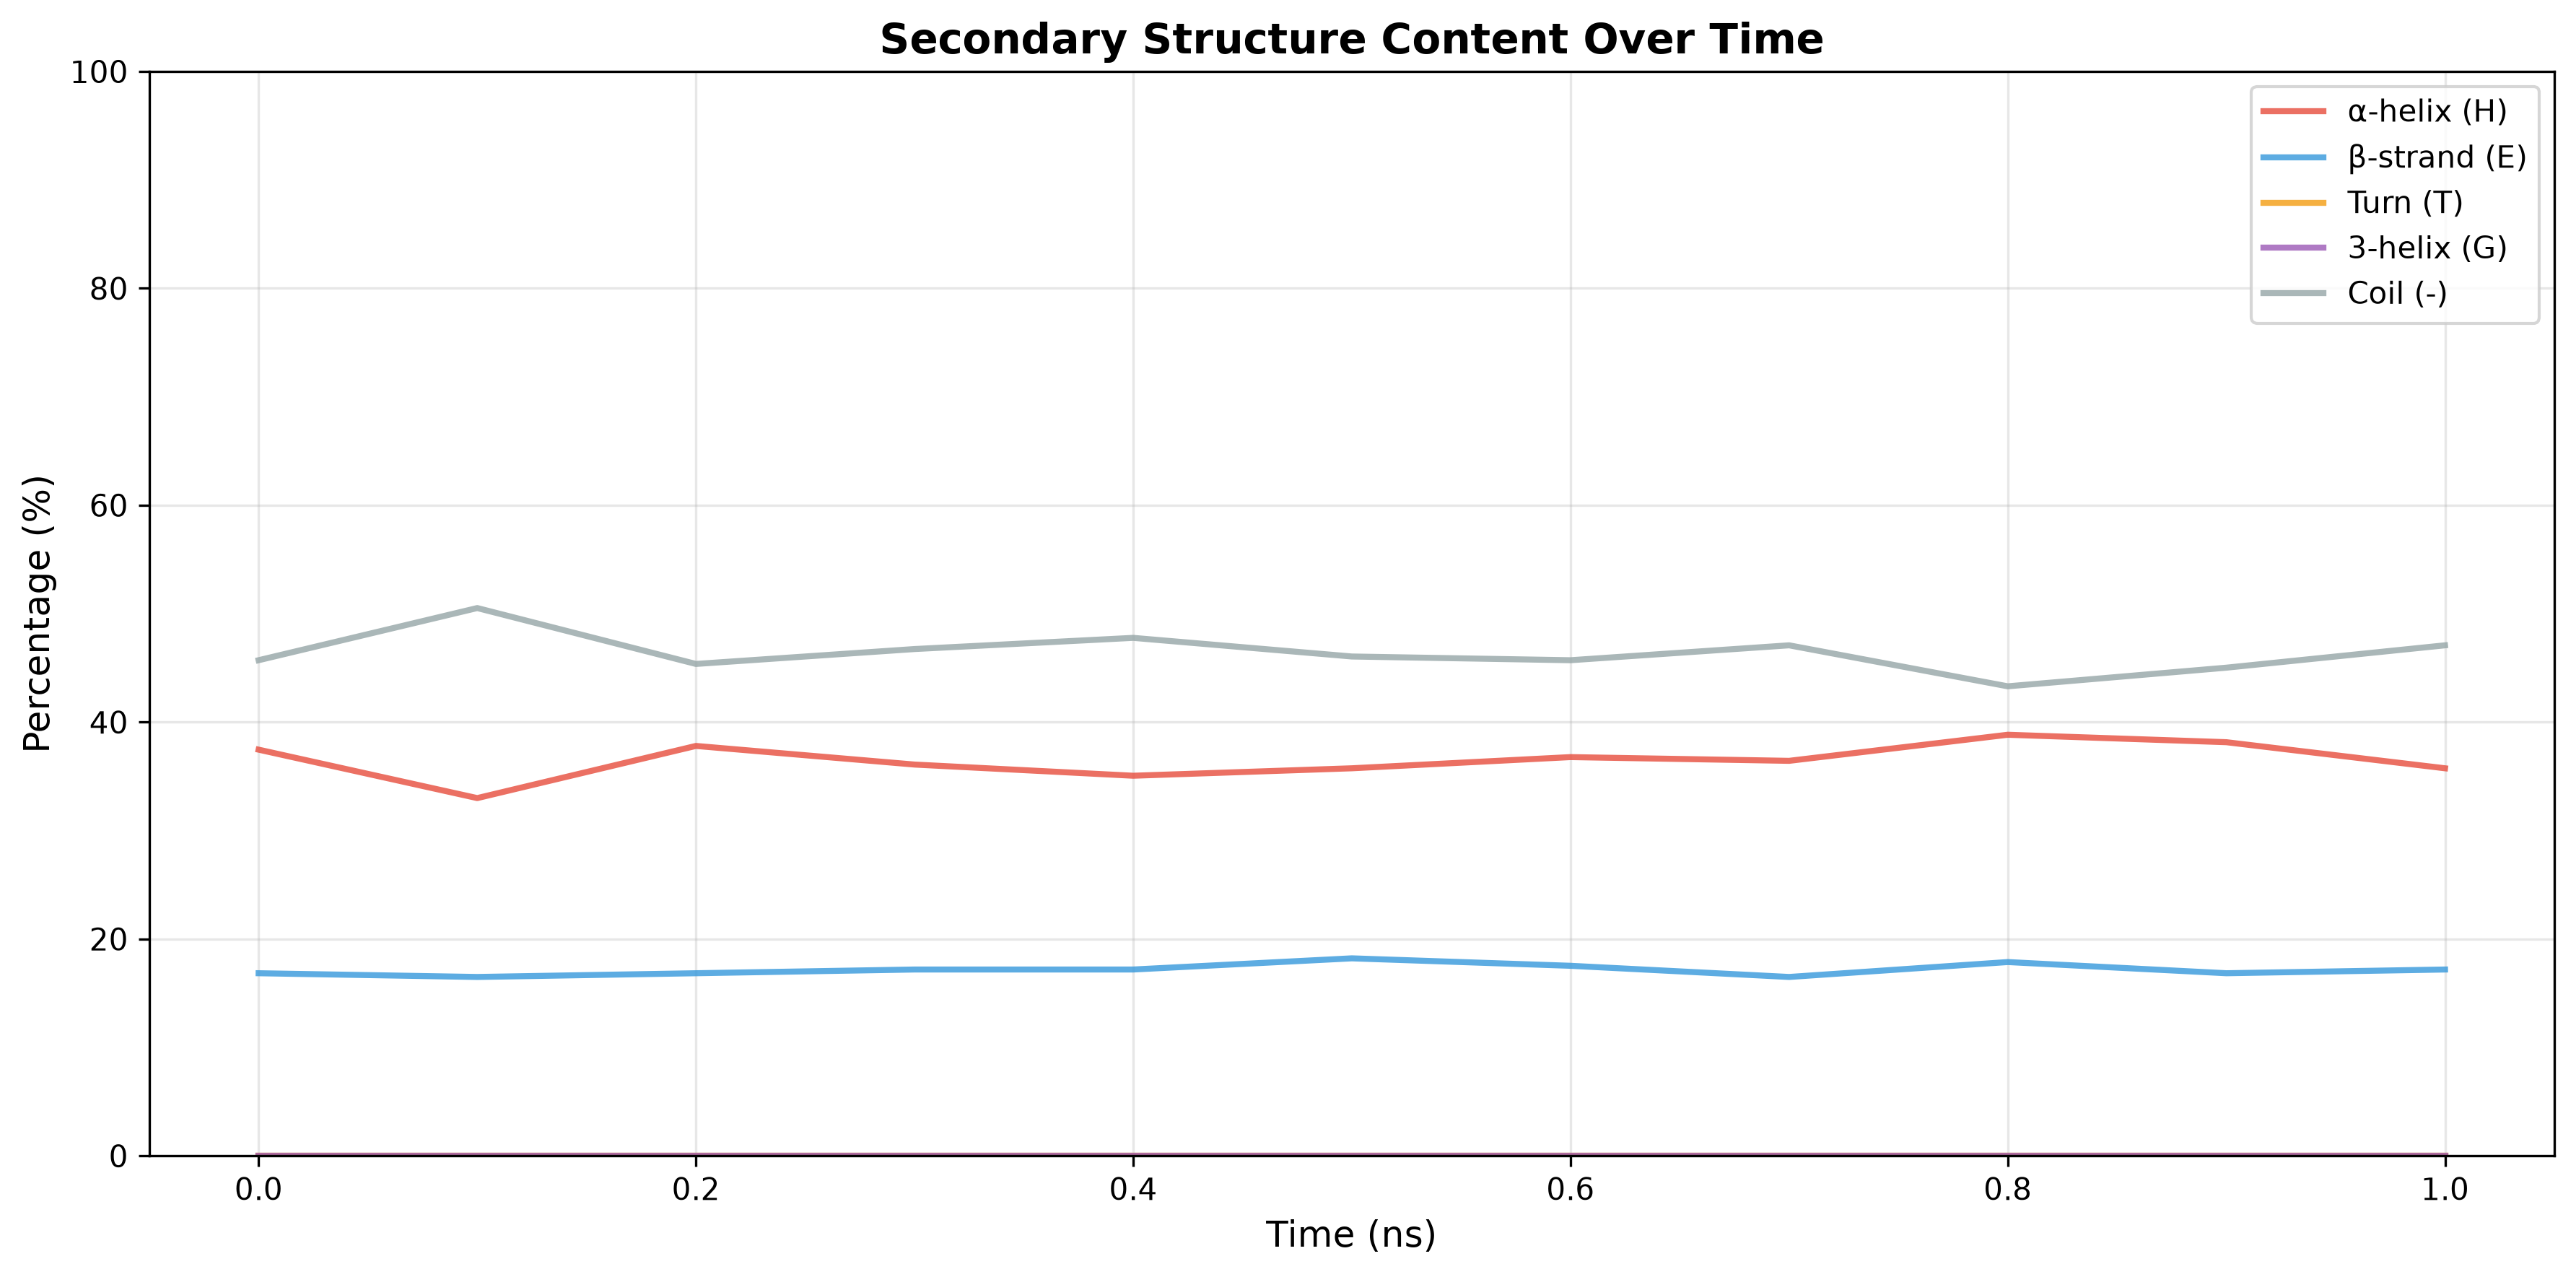 Secondary Structure Content Over Time
100
80
60
40
20
0
Percentage (%)
α-helix (H)
β-strand (E)
Turn (T)
3-helix (G)
Coil (-)
0.0 0.2 0.4 0.6 0.8 1.0
Time (ns)